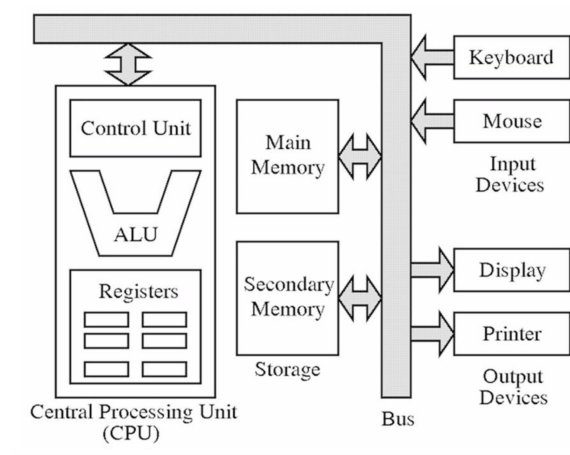 Keyboard
Control Unit
Mouse
Main
Memory
Input
Devices
ALU
Display
Registers
Secondary
Memory
Printer
Storage
Output
Devices
Central Processing Unit
(CPU)
Bus